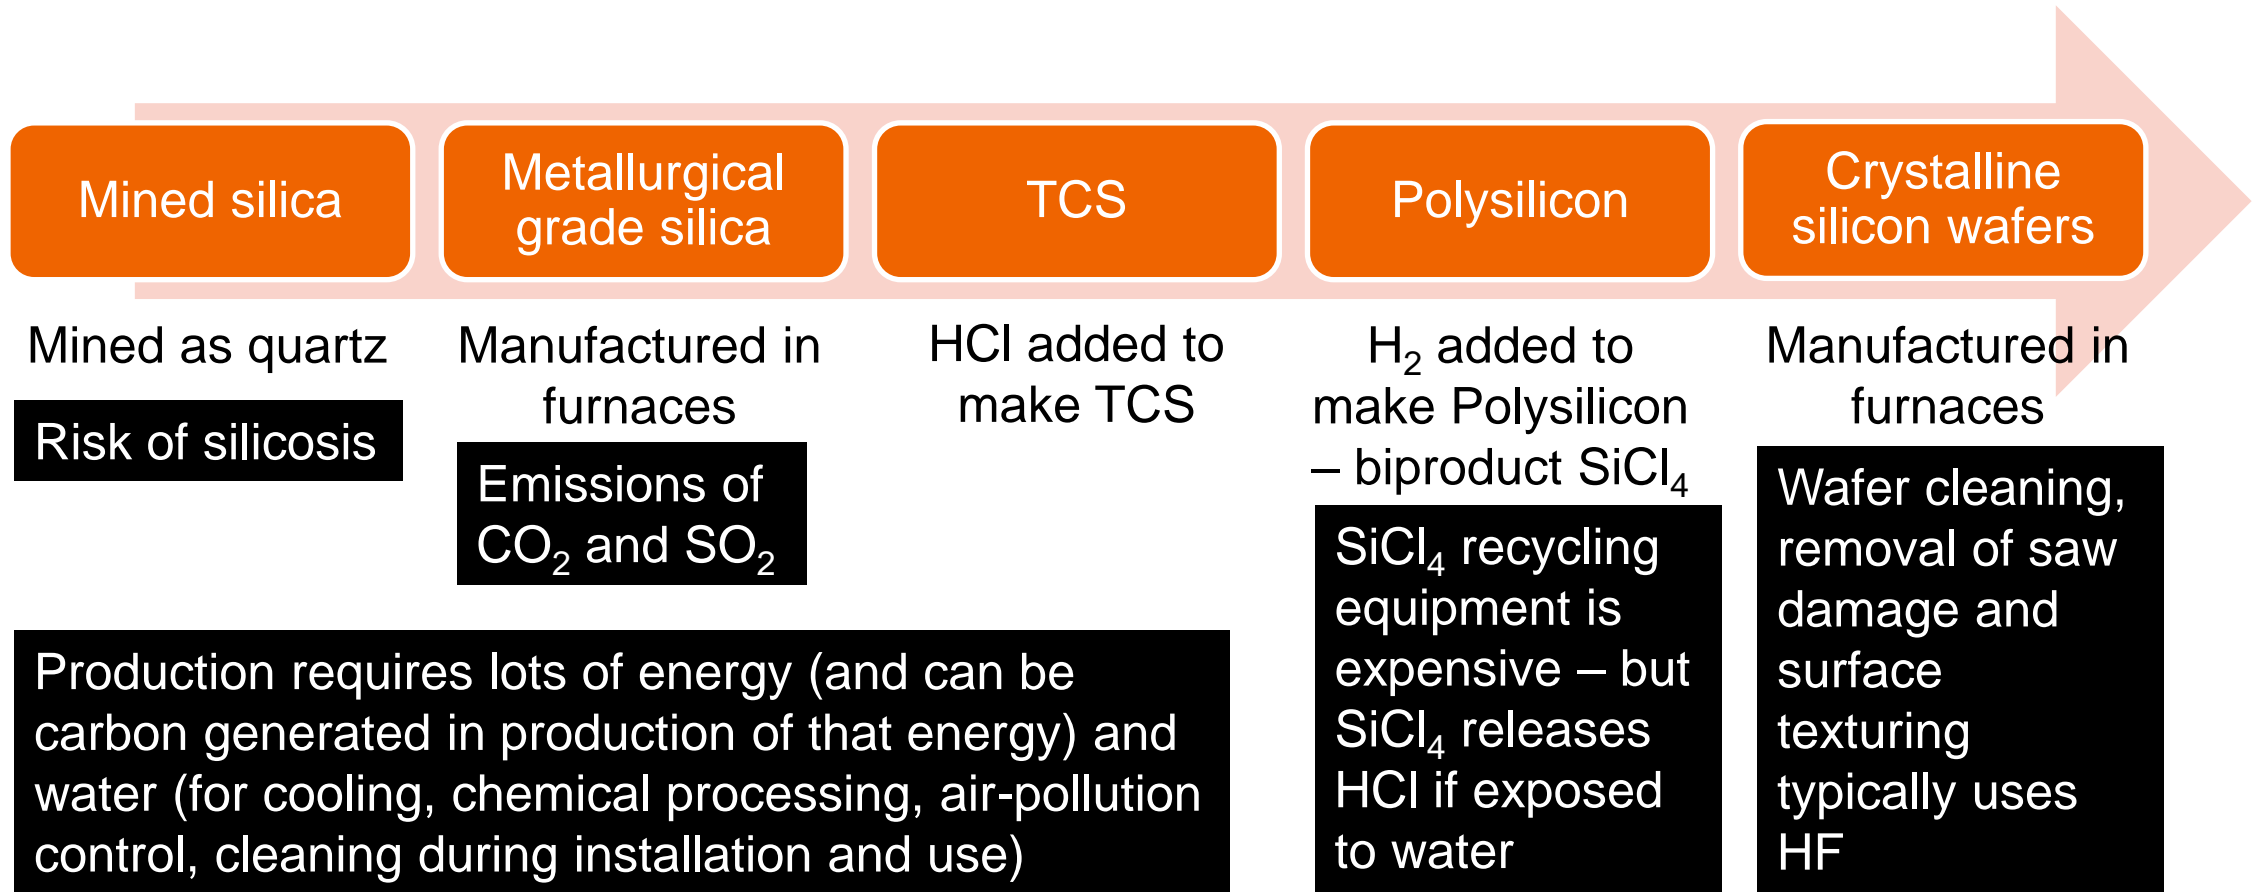 Mined silica
Metallurgical
grade silica
TCS
Polysilicon
Crystalline
silicon wafers
Mined as quartz
Risk of silicosis
Manufactured in
furnaces
Emissions of
CO₂ and SO₂
HCl added to
make TCS
H₂ added to
make Polysilicon
– biproduct SiCl₄
SiCl₄ recycling
equipment is
expensive – but
SiCl₄ releases
HCl if exposed
to water
Manufactured in
furnaces
Wafer cleaning,
removal of saw
damage and
surface
texturing
typically uses
HF
Production requires lots of energy (and can be
carbon generated in production of that energy) and
water (for cooling, chemical processing, air-pollution
control, cleaning during installation and use)